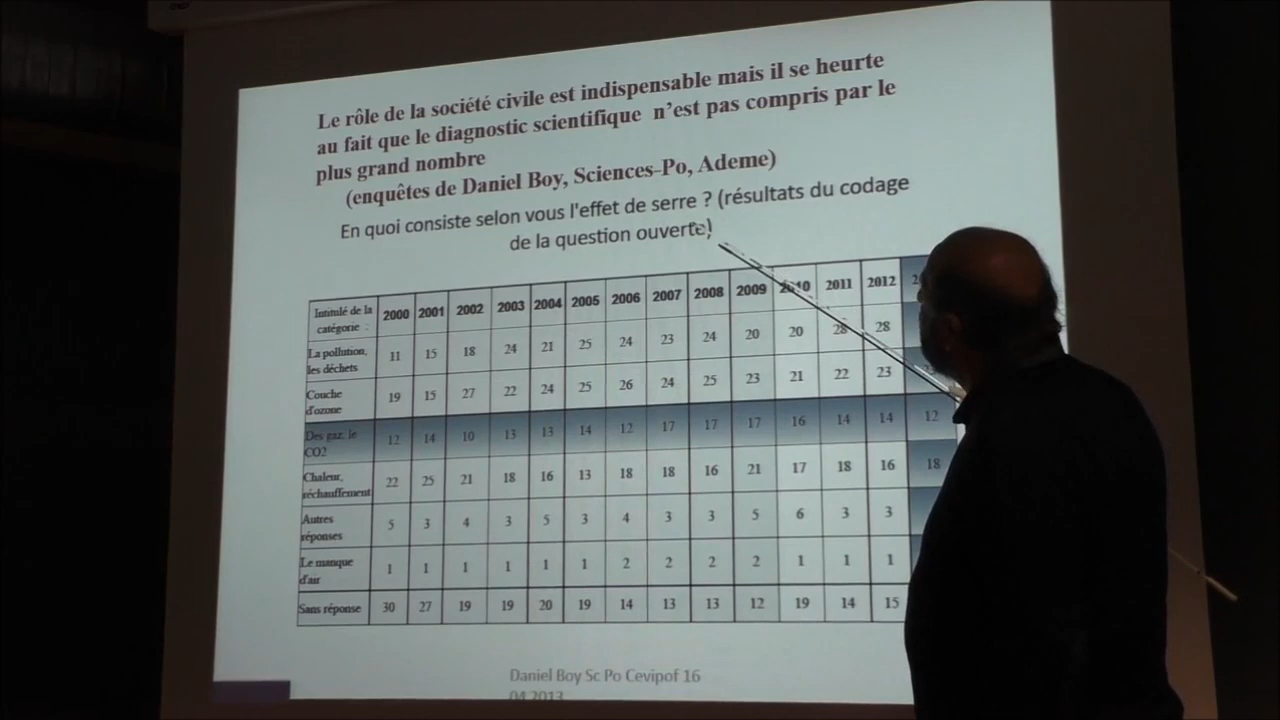 Le rôle de la société civile est indispensable mais il se heurte
au fait que le diagnostic scientifique n’est pas compris par le
plus grand nombre
(enquêtes de Daniel Boy, Sciences-Po, Ademe)
En quoi consiste selon vous l'effet de serre ? (résultats du codage
de la question ouverte)
Intitulé de la catégorie : 2000 2001 2002 2003 2004 2005 2006 2007 2008 2009 2010 2011 2012
La pollution, les déchets 11 15 18 24 21 25 24 23 24 20 20 28 28
Couche d'ozone 19 15 27 22 24 25 26 24 25 23 21 22 23
Des gaz, le CO2 12 14 10 13 13 14 12 17 17 17 16 14 14 12
Chaleur, réchauffement 22 25 21 18 16 13 18 18 16 21 17 18 16 18
Autres réponses 5 3 4 3 5 3 4 3 3 5 6 3 3
Le manque d'air 1 1 1 1 1 1 2 2 2 2 1 1 1
Sans réponse 30 27 19 19 20 19 14 13 13 12 19 14 15
Daniel Boy Sc Po Cevipof 16
04 2013